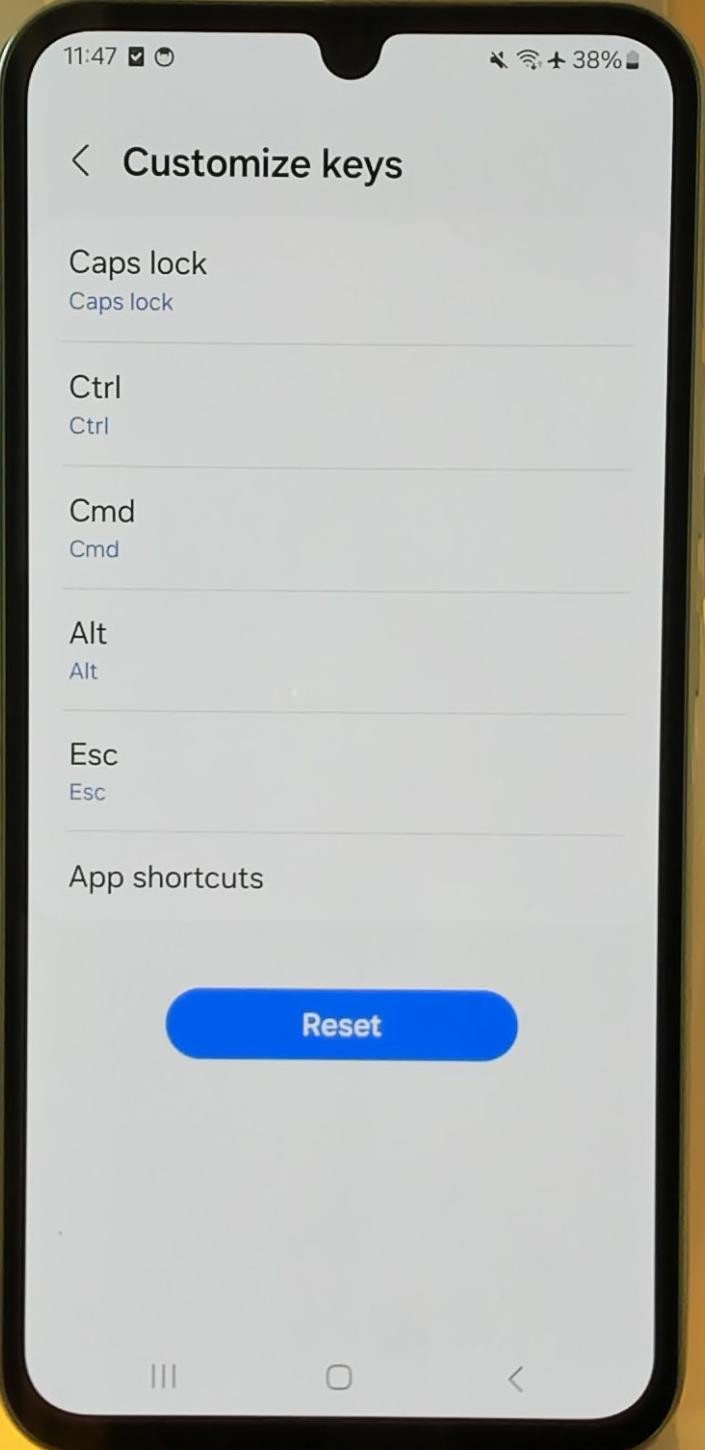 11:47
38%
Customize keys
Caps lock
Caps lock
Ctrl
Ctrl
Cmd
Cmd
Alt
Alt
Esc
Esc
App shortcuts
Reset